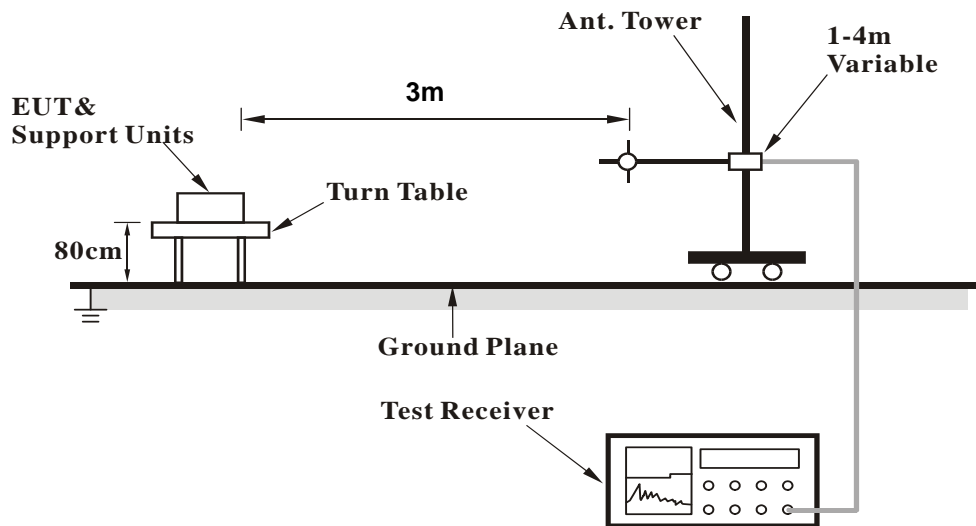 Ant. Tower
1-4m
Variable
3m
EUT&
Support Units
Turn Table
80cm
Ground Plane
Test Receiver